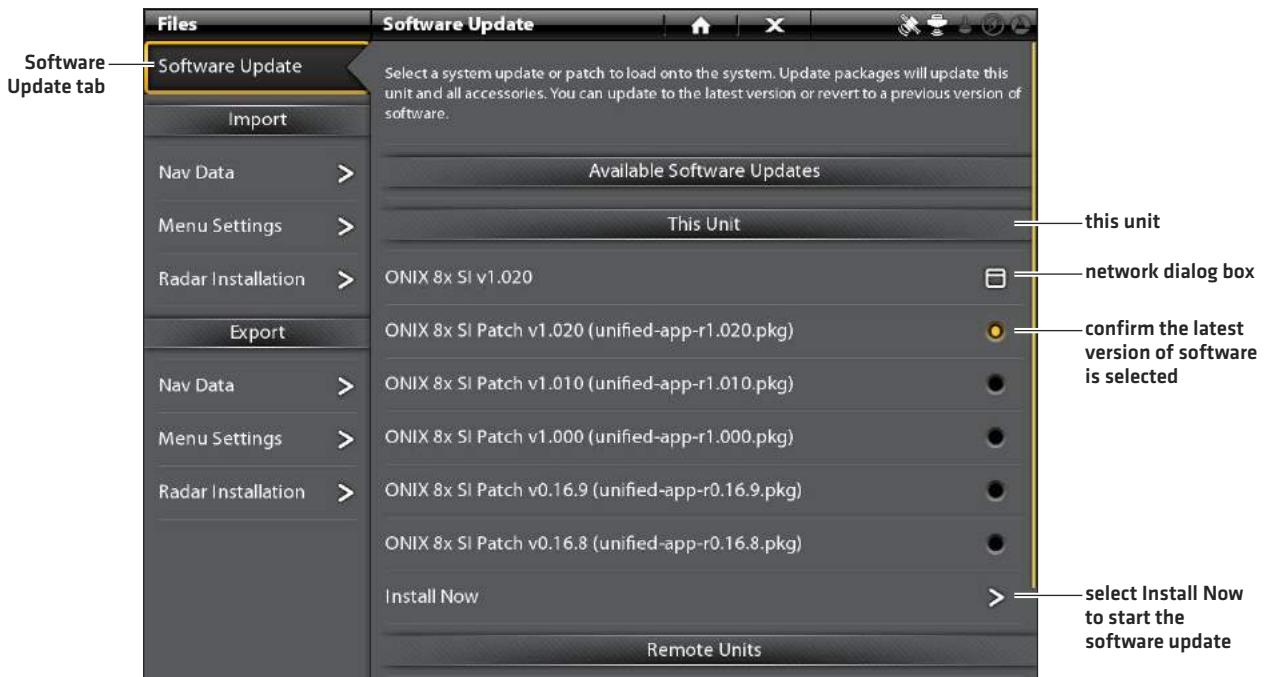 Files
Software Update
Software
Update tab
Software Update
Select a system update or patch to load onto the system. Update packages will update this
unit and all accessories. You can update to the latest version or revert to a previous version of
software.
Import
Nav Data
Menu Settings
Radar Installation
Export
Nav Data
Menu Settings
Radar Installation
Available Software Updates
This Unit
this unit
ONIX 8x SI v1.020
network dialog box
ONIX 8x SI Patch v1.020 (unified-app-r1.020.pkg)
confirm the latest
version of software
is selected
ONIX 8x SI Patch v1.010 (unified-app-r1.010.pkg)
ONIX 8x SI Patch v1.000 (unified-app-r1.000.pkg)
ONIX 8x SI Patch v0.16.9 (unified-app-r0.16.9.pkg)
ONIX 8x SI Patch v0.16.8 (unified-app-r0.16.8.pkg)
Install Now
select Install Now
to start the
software update
Remote Units